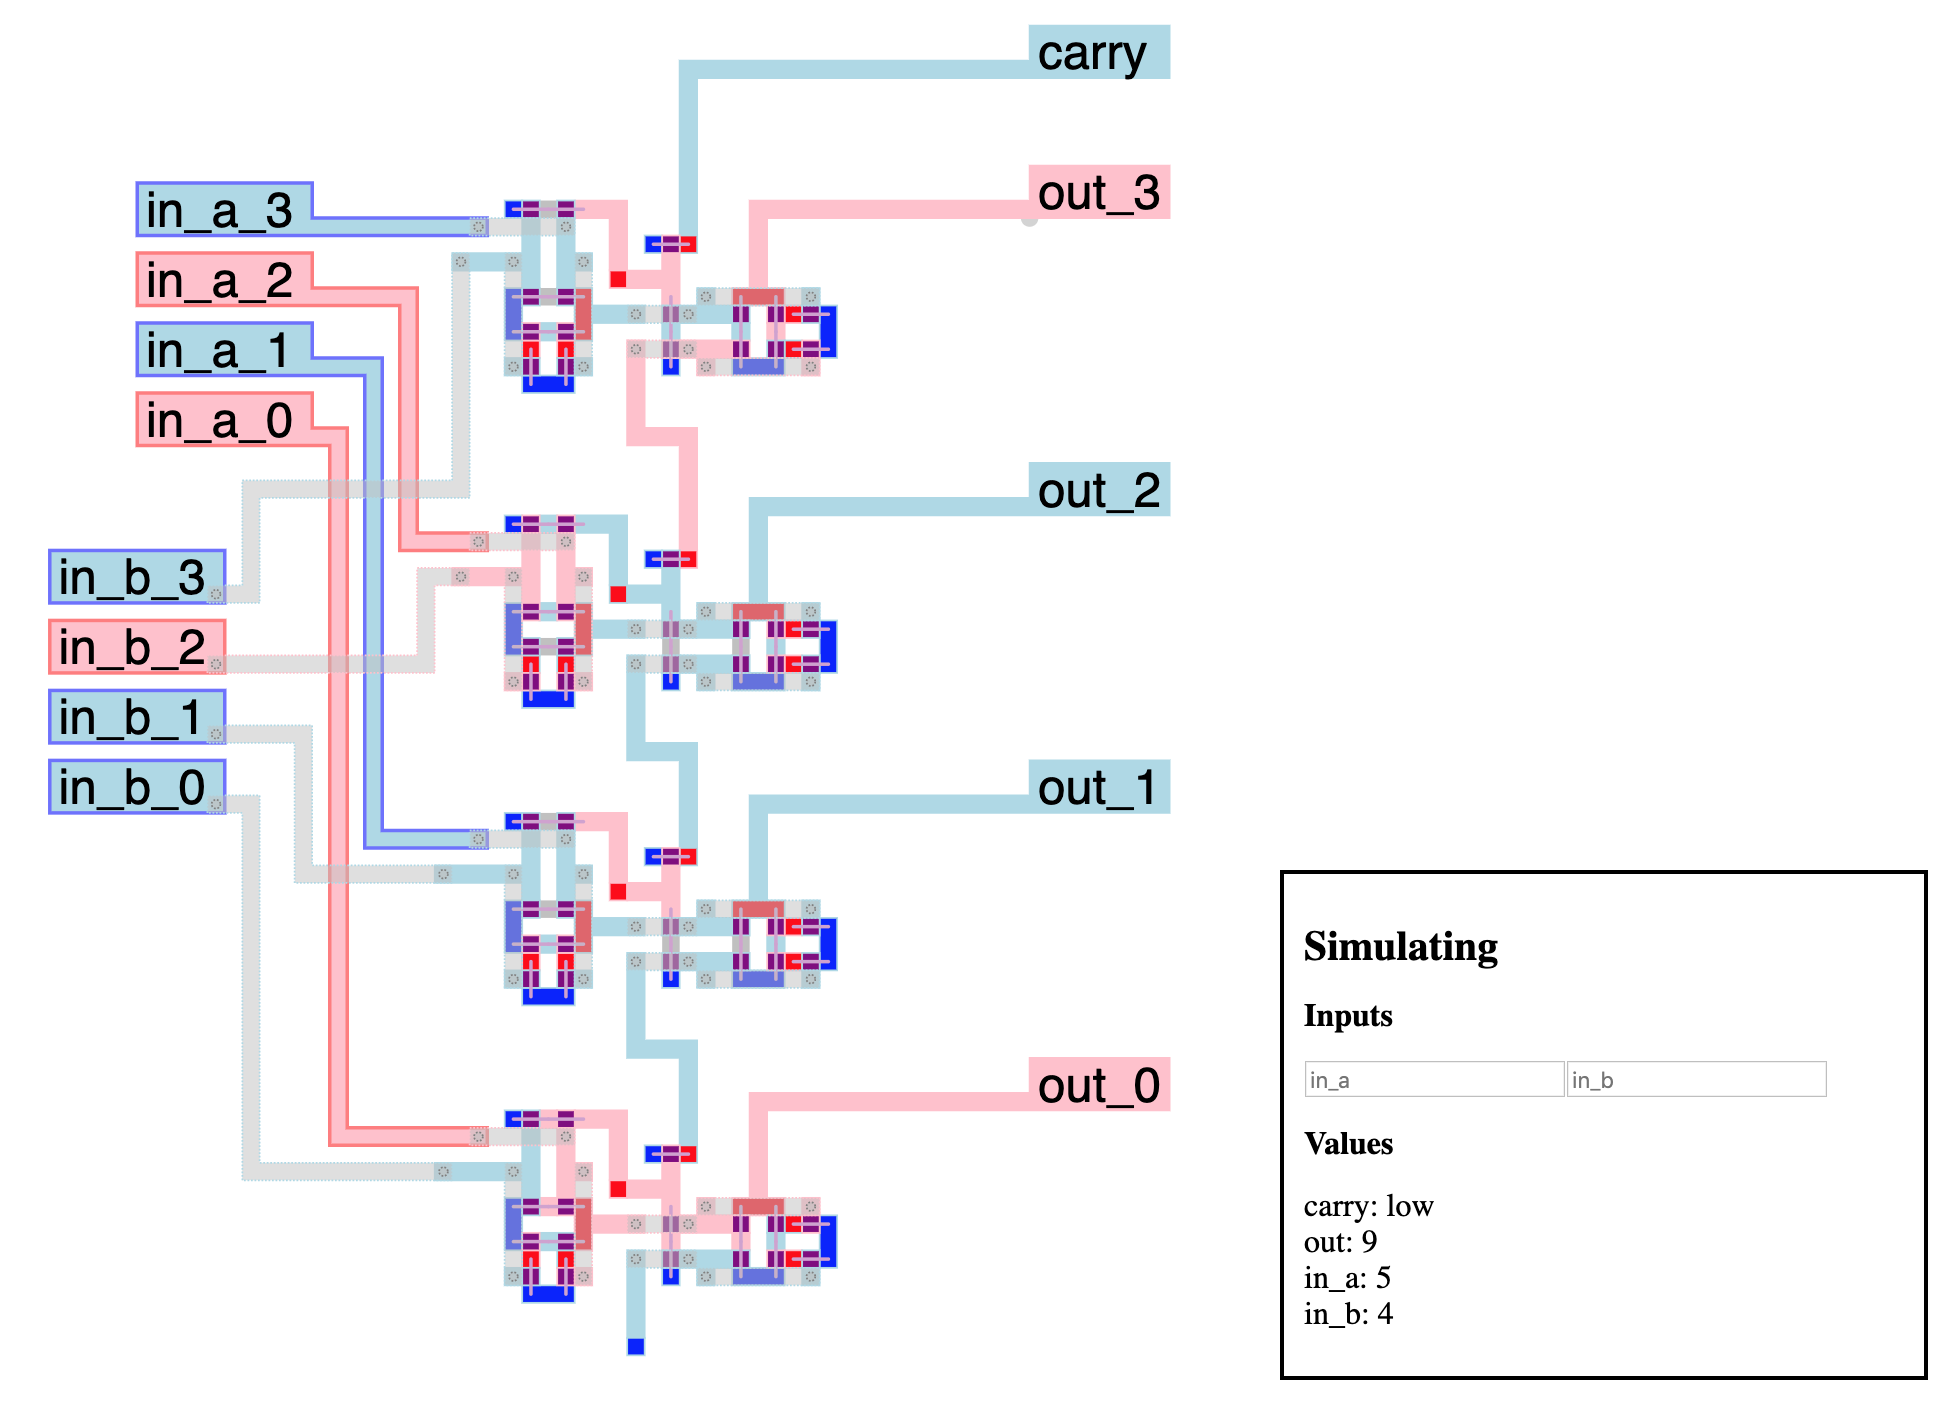 carry
out_3
in_a_3
in_a_2
in_a_1
in_a_0
out_2
in_b_3
in_b_2
in_b_1
in_b_0
out_1
out_0
Simulating
Inputs
in_a in_b
Values
carry: low
out: 9
in_a: 5
in_b: 4